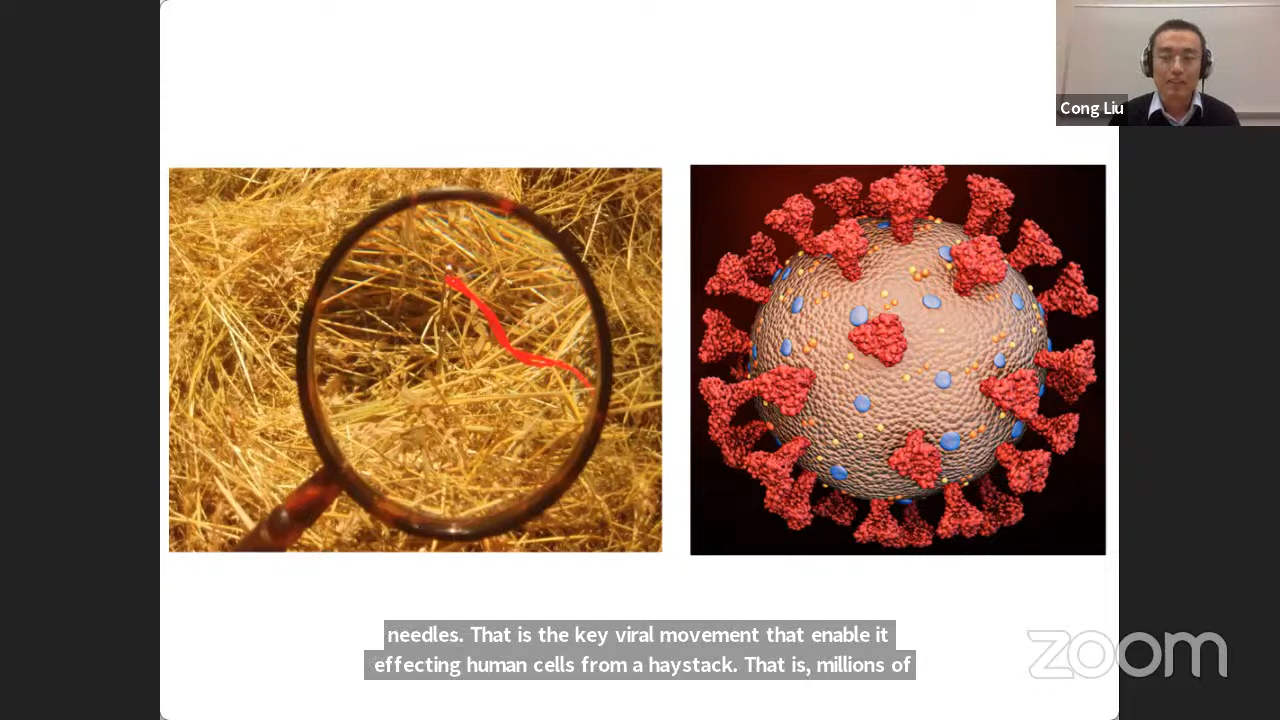 Cong Liu
needles. That is the key viral movement that enable it
effecting human cells from a haystack. That is, millions of
zoom